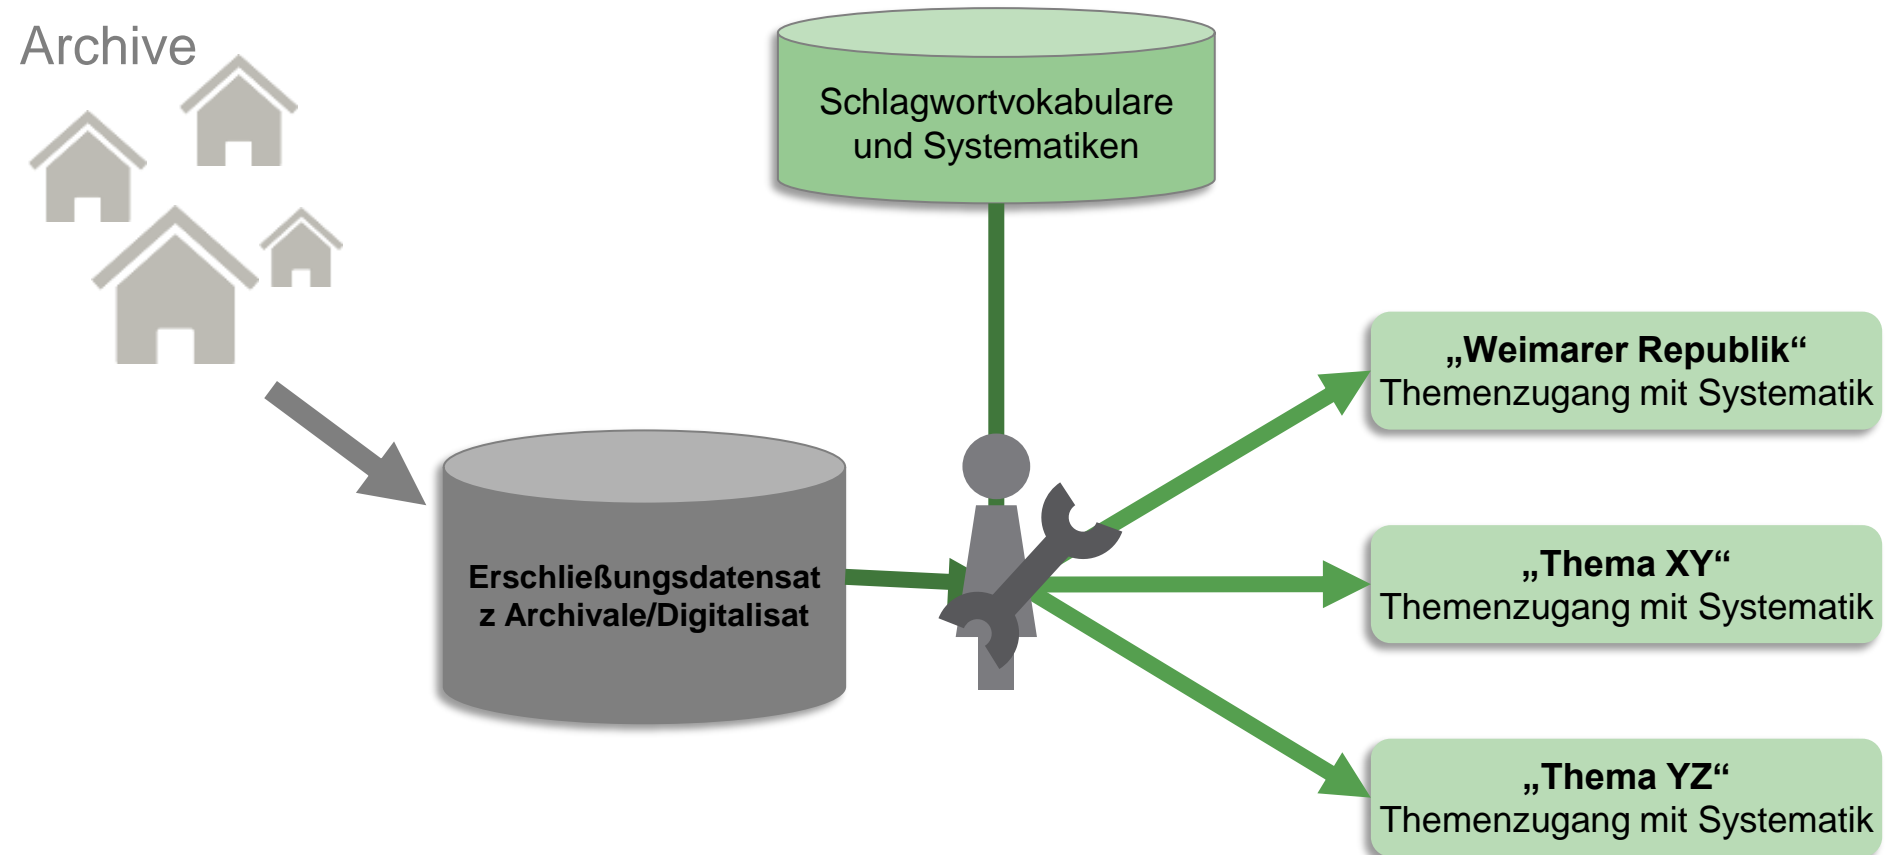 Archive
Schlagwortvokabulare
und Systematiken
Erschließungsdatensat
z Archivale/Digitalisat
„Weimarer Republik“
Themenzugang mit Systematik
„Thema XY“
Themenzugang mit Systematik
„Thema YZ“
Themenzugang mit Systematik